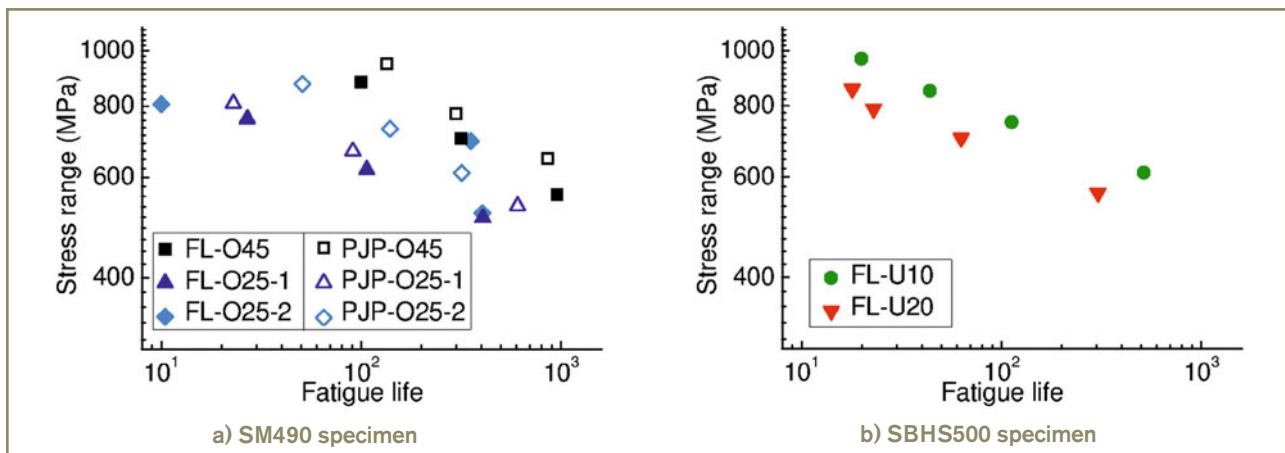 1000
800
600
400
Stress range (MPa)
FL-O45
FL-O25-1
FL-O25-2
PJP-O45
PJP-O25-1
PJP-O25-2
10¹
10²
10³
Fatigue life
a) SM490 specimen
1000
800
600
400
Stress range (MPa)
FL-U10
FL-U20
10¹
10²
10³
Fatigue life
b) SBHS500 specimen